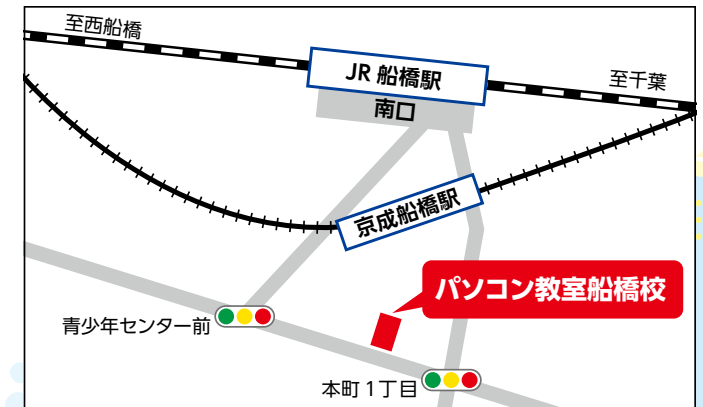 至西船橋
JR 船橋駅
至千葉
南口
京成船橋駅
パソコン教室船橋校
青少年センター前
本町 1丁目